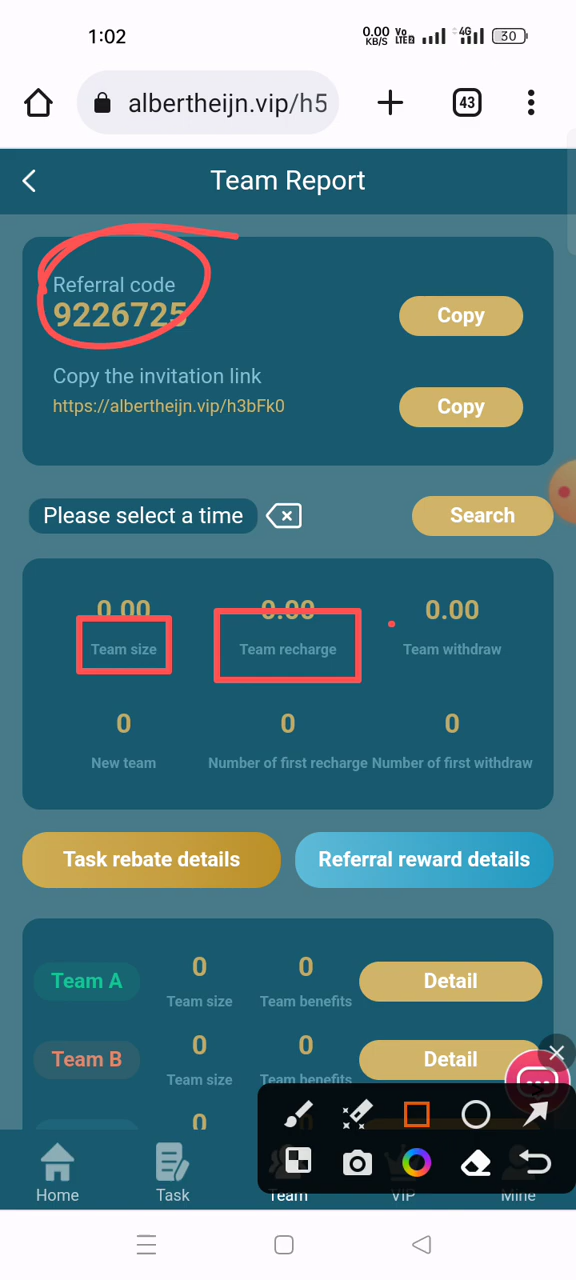 1:02
0.00
KB/S
Vo
LTE 2
4G
30
albertheijn.vip/h5
43
Team Report
Referral code
9226725
Copy
Copy the invitation link
https://albertheijn.vip/h3bFk0
Copy
Please select a time
Search
0.00 0.00 0.00
Team size Team recharge Team withdraw
0 0 0
New team Number of first recharge Number of first withdraw
Task rebate details Referral reward details
0 0
Team A Detail
Team size Team benefits
0 0
Team B Detail
Team size Team benefits
0
Home Task Team VIP Mine